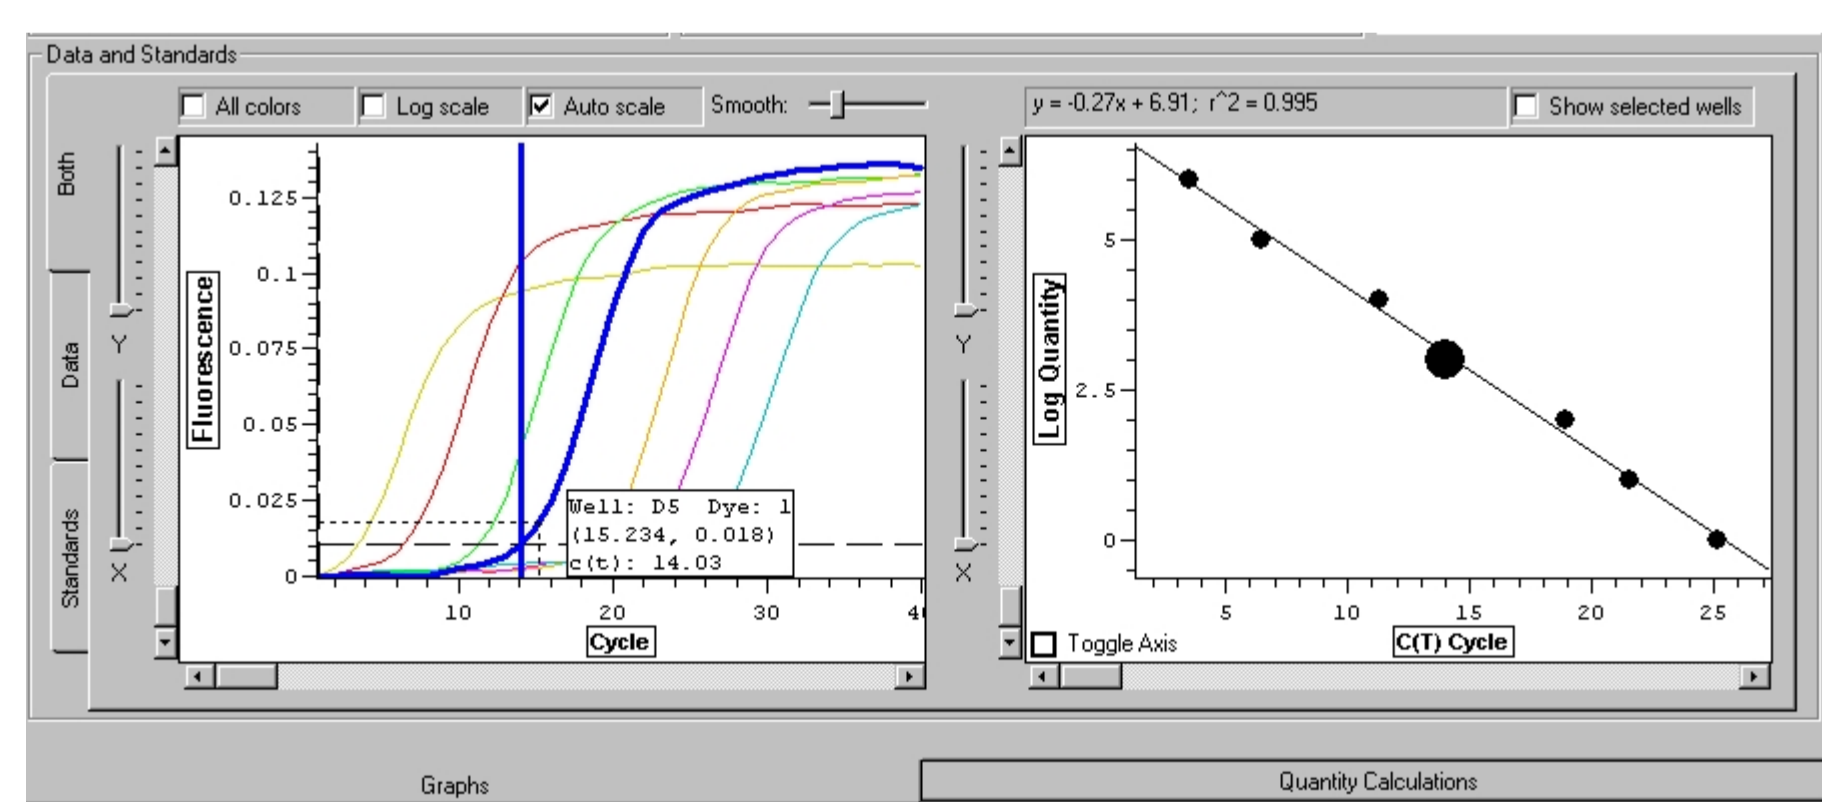 Data and Standards
All colors
Log scale
Auto scale
Smooth:
y = -0.27x + 6.91; r^2 = 0.995
Show selected wells
Both
Data
Standards
Y
X
Fluorescence
0.125
0.1
0.075
0.05
0.025
0
10
20
30
4
Cycle
Well: D5 Dye: 1
(15.234, 0.018)
c(t): 14.03
Y
X
Log Quantity
5
2.5
0
5
10
15
20
25
Toggle Axis
C(T) Cycle
Graphs
Quantity Calculations